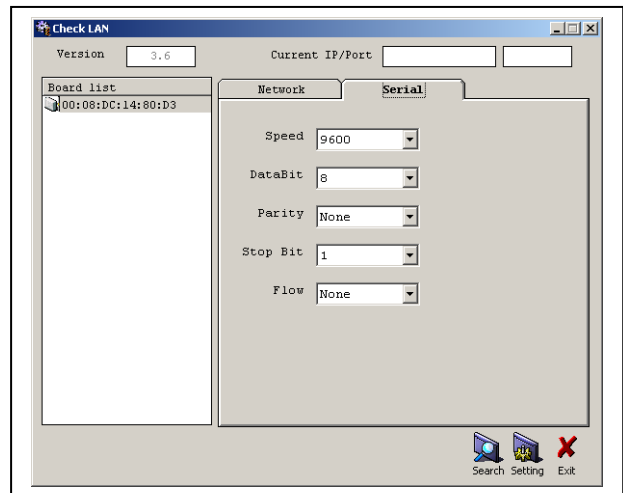 Check LAN
Version 3.6 Current IP/Port
Board list
00:08:DC:14:80:D3
Network Serial
Speed 9600
DataBit 8
Parity None
Stop Bit 1
Flow None
Search Setting Exit